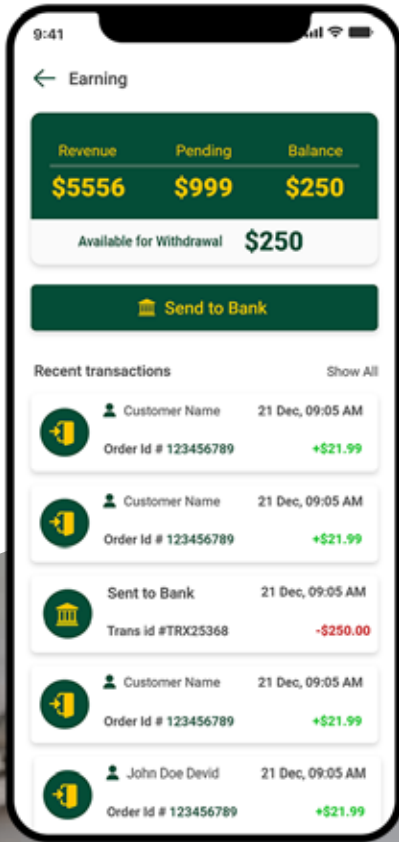 9:41
Earning
Revenue Pending Balance
$5556 $999 $250
Available for Withdrawal $250
Send to Bank
Recent transactions Show All
Customer Name 21 Dec, 09:05 AM
Order Id # 123456789 +$21.99
Customer Name 21 Dec, 09:05 AM
Order Id # 123456789 +$21.99
Sent to Bank 21 Dec, 09:05 AM
Trans id #TRX25368 -$250.00
Customer Name 21 Dec, 09:05 AM
Order Id # 123456789 +$21.99
John Doe Devid 21 Dec, 09:05 AM
Order Id # 123456789 +$21.99